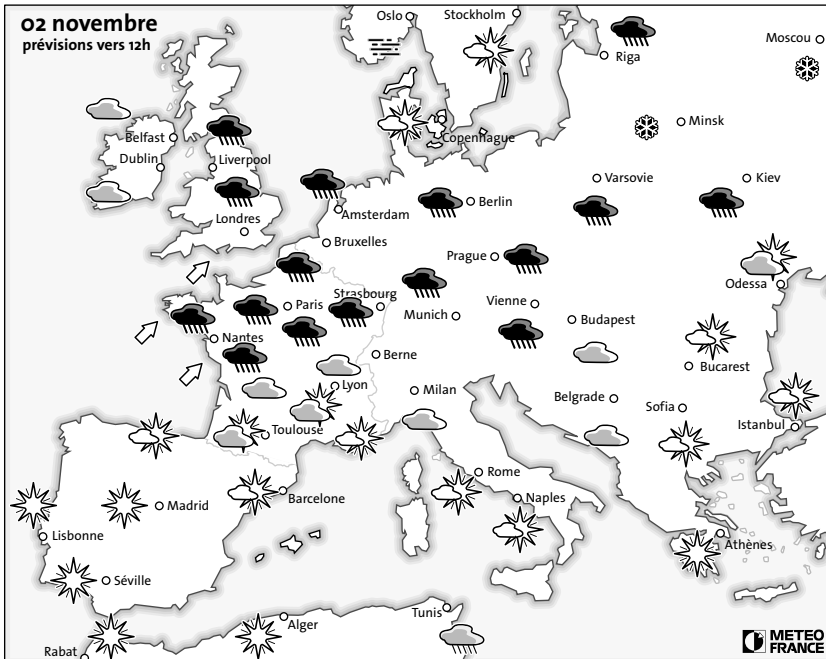 02 novembre
prévisions vers 12h
Oslo
Stockholm
Moscou
Riga
Minsk
Belfast
Copenhague
Dublin
Liverpool
Varsovie
Kiev
Londres
Amsterdam
Berlin
Bruxelles
Prague
Odessa
Paris
Strasbourg
Munich
Vienne
Budapest
Nantes
Berne
Bucarest
Lyon
Milan
Belgrade
Sofia
Istanbul
Toulouse
Rome
Madrid
Barcelone
Naples
Lisbonne
Athènes
Séville
Alger
Tunis
Rabat
METEO
FRANCE